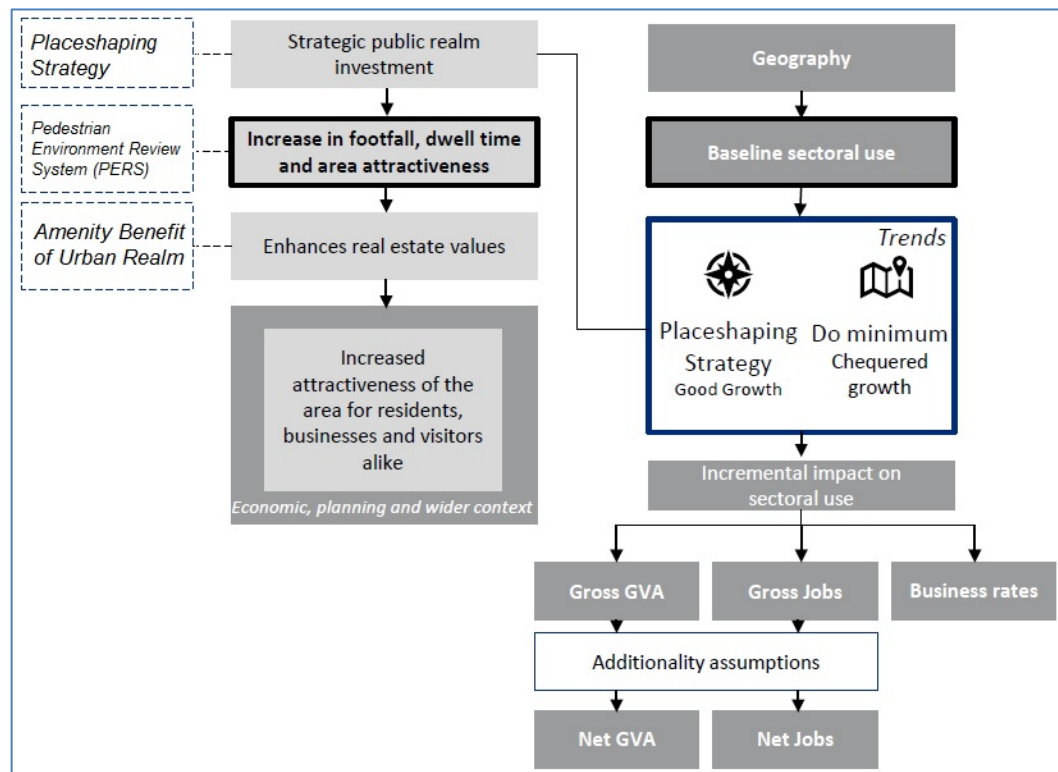 Placeshaping
Strategy
Strategic public realm
investment
Geography
Pedestrian
Environment Review
System (PERS)
Increase in footfall, dwell time
and area attractiveness
Baseline sectoral use
Amenity Benefit
of Urban Realm
Enhances real estate values
Trends
Placeshaping
Strategy
Good Growth
Do minimum
Chequered
growth
Increased
attractiveness of the
area for residents,
businesses and visitors
alike
Economic, planning and wider context
Incremental impact on
sectoral use
Gross GVA
Gross Jobs
Business rates
Additionality assumptions
Net GVA
Net Jobs